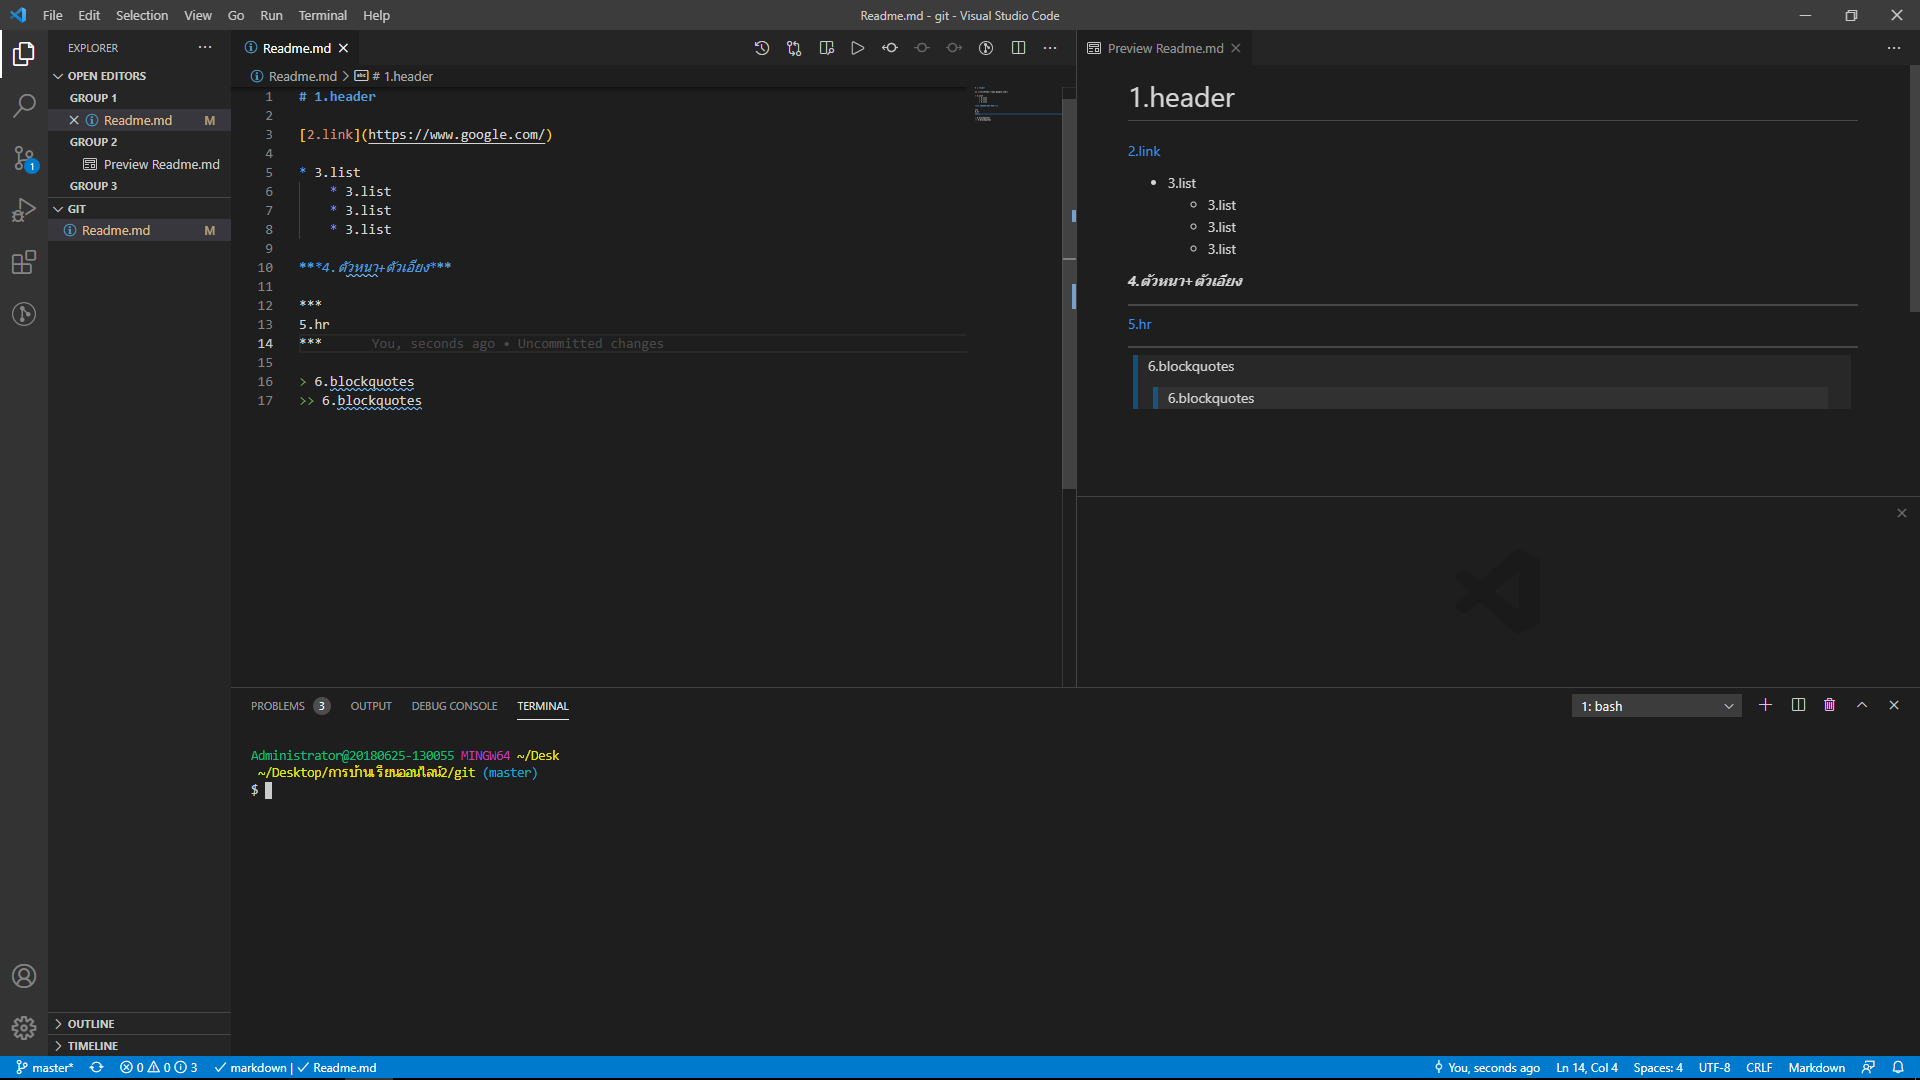 File Edit Selection View Go Run Terminal Help
Readme.md - git - Visual Studio Code
EXPLORER
OPEN EDITORS
GROUP 1
Readme.md M
GROUP 2
Preview Readme.md
GROUP 3
GIT
Readme.md M
OUTLINE
TIMELINE
Readme.md
Readme.md > # 1.header
1 # 1.header
2
3 [2.link](https://www.google.com/)
4
5 * 3.list
6 * 3.list
7 * 3.list
8 * 3.list
9
10 ***4.ตัวหนา+ตัวเอียง***
11
12 ***
13 5.hr
14 *** You, seconds ago • Uncommitted changes
15
16 > 6.blockquotes
17 >> 6.blockquotes
Preview Readme.md
1.header
2.link
• 3.list
3.list
3.list
3.list
4.ตัวหนา+ตัวเอียง
5.hr
6.blockquotes
6.blockquotes
PROBLEMS 3 OUTPUT DEBUG CONSOLE TERMINAL
1: bash
Administrator@20180625-130055 MINGW64 ~/Desk
~/Desktop/การบ้านเรียนออนไลน์2/git (master)
$
master* 0 0 3 markdown | Readme.md
You, seconds ago Ln 14, Col 4 Spaces: 4 UTF-8 CRLF Markdown